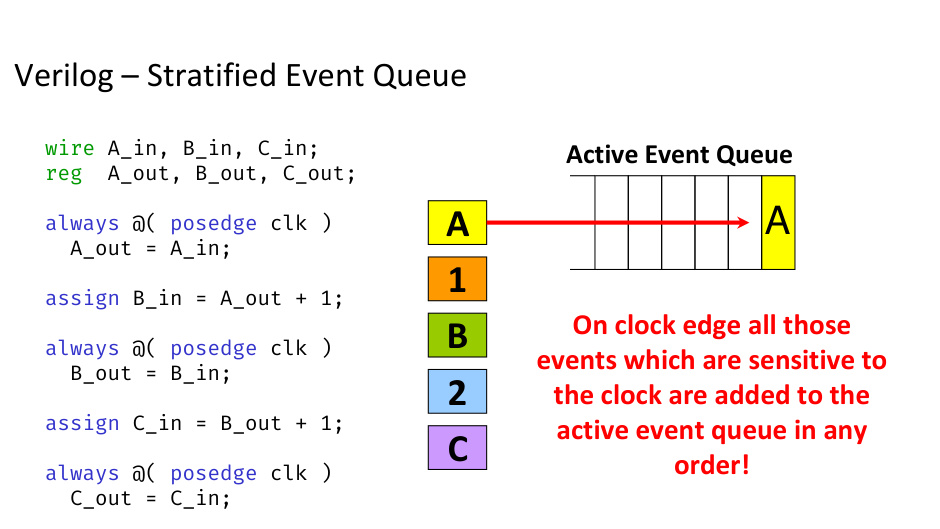 Verilog – Stratified Event Queue
wire A_in, B_in, C_in;
reg  A_out, B_out, C_out;
always @( posedge clk )
  A_out = A_in;
assign B_in = A_out + 1;
always @( posedge clk )
  B_out = B_in;
assign C_in = B_out + 1;
always @( posedge clk )
  C_out = C_in;
A
1
B
2
C
Active Event Queue
A
On clock edge all those
events which are sensitive to
the clock are added to the
active event queue in any
order!